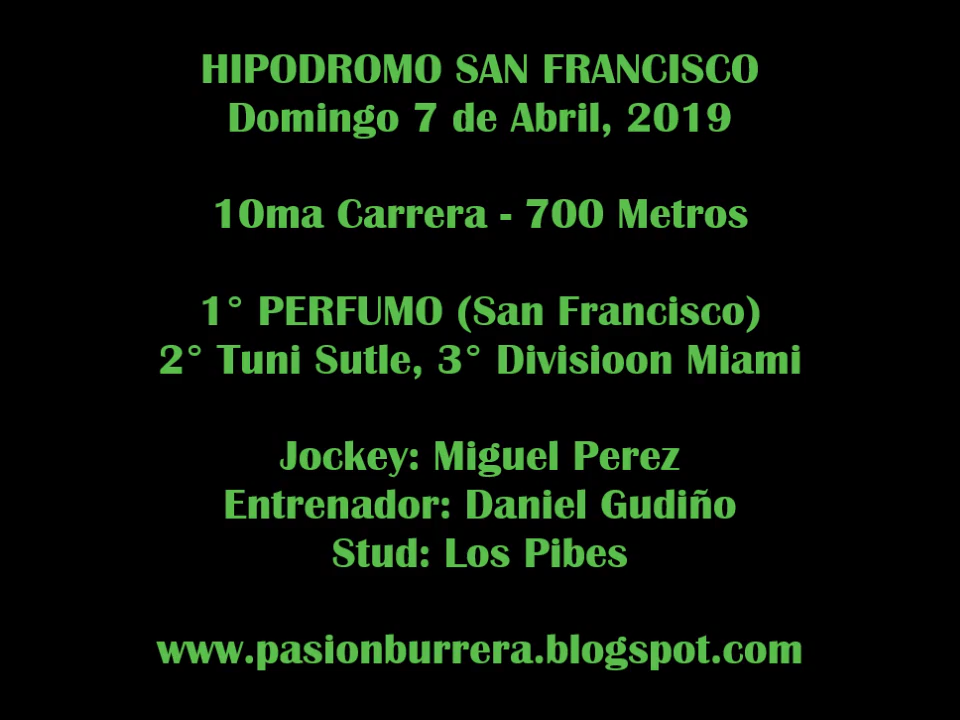 HIPODROMO SAN FRANCISCO
Domingo 7 de Abril, 2019
10ma Carrera - 700 Metros
1° PERFUMO (San Francisco)
2° Tuni Sutle, 3° Divisioon Miami
Jockey: Miguel Perez
Entrenador: Daniel Gudiño
Stud: Los Pibes
www.pasionburrera.blogspot.com